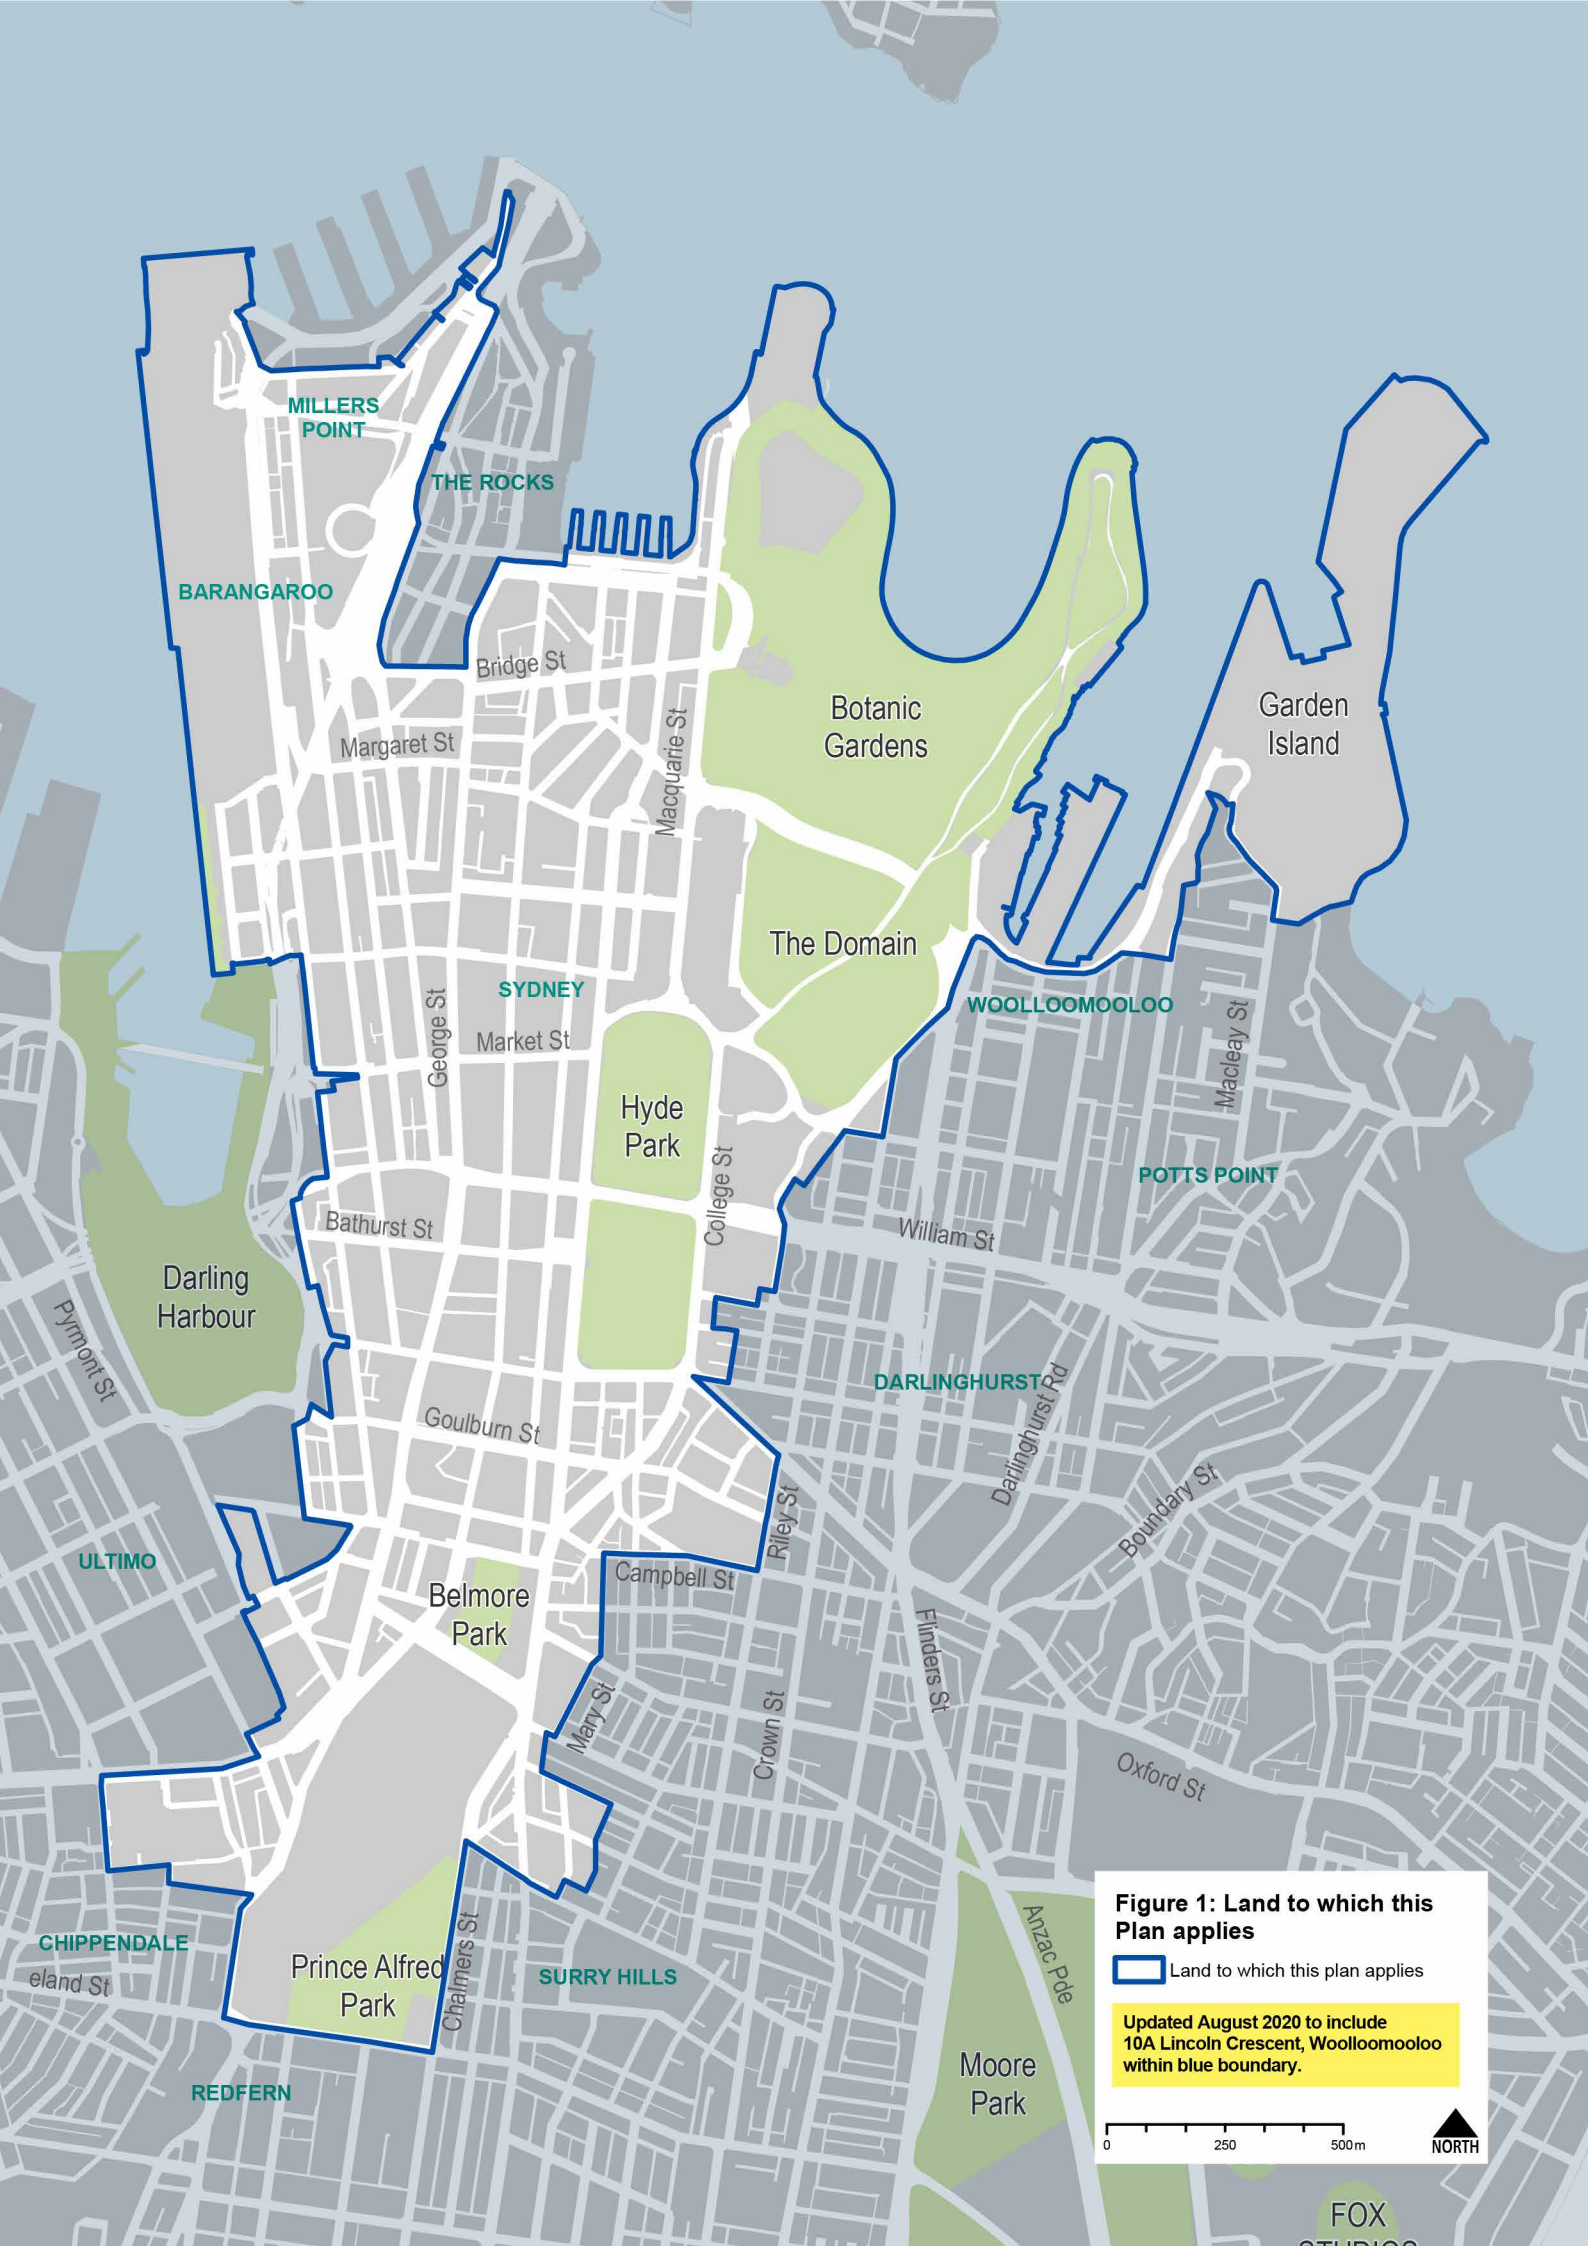 MILLERS
POINT
THE ROCKS
BARANGAROO
Bridge St
Margaret St
Macquarie St
Botanic
Gardens
Garden
Island
The Domain
SYDNEY
George St
Market St
WOOLLOOMOOLOO
Macleay St
Hyde
Park
College St
POTTS POINT
Bathurst St
William St
Darling
Harbour
Pyrmont St
DARLINGHURST
Darlinghurst Rd
Goulburn St
Riley St
Boundary St
ULTIMO
Campbell St
Belmore
Park
Flinders St
Mary St
Crown St
Oxford St
CHIPPENDALE
eland St
Prince Alfred
Park
Chalmers St
SURRY HILLS
Anzac Pde
REDFERN
Moore
Park
Figure 1: Land to which this
Plan applies
Land to which this plan applies
Updated August 2020 to include
10A Lincoln Crescent, Woolloomooloo
within blue boundary.
0 250 500m
NORTH
FOX
STUDIOS